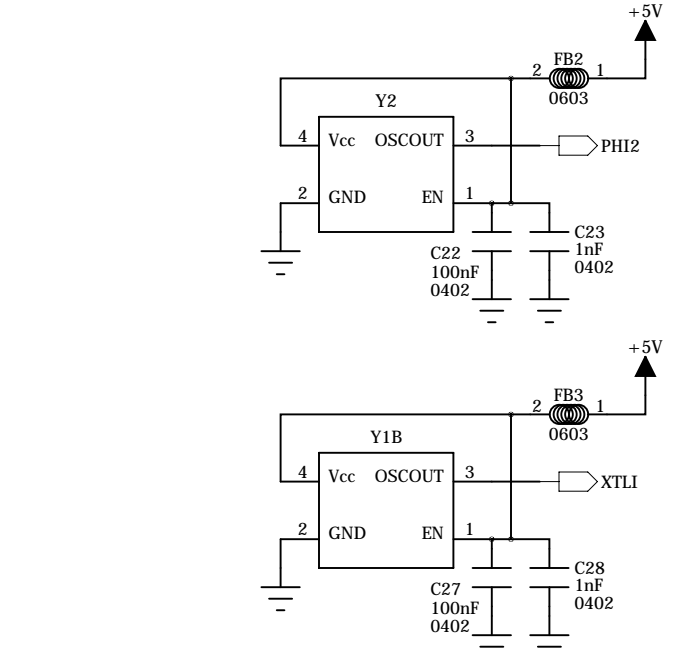 +5V
FB2
2 1
0603
Y2
4 Vcc OSCOUT 3
PHI2
2 GND EN 1
C22
100nF
0402
C23
1nF
0402
+5V
FB3
2 1
0603
Y1B
4 Vcc OSCOUT 3
XTLI
2 GND EN 1
C27
100nF
0402
C28
1nF
0402